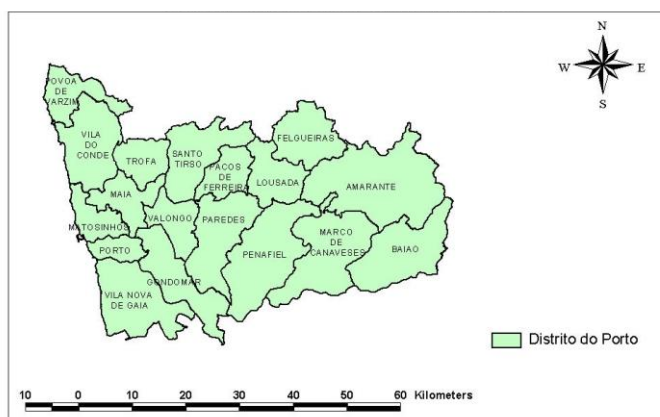 N
W E
S
POVOA
DE
VARZIM
VILA
DO
CONDE
TROFA
SANTO
TIRSO
PACOS
DE
FERREIRA
FELGUEIRAS
LOUSADA
AMARANTE
MAIA
MATOSINHOS
VALONGO
PAREDES
PORTO
PENAFIEL
MARCO
DE
CANAVESES
BAIAO
GONDOMAR
VILA NOVA
DE GAIA
Distrito do Porto
10 0 10 20 30 40 50 60 Kilometers